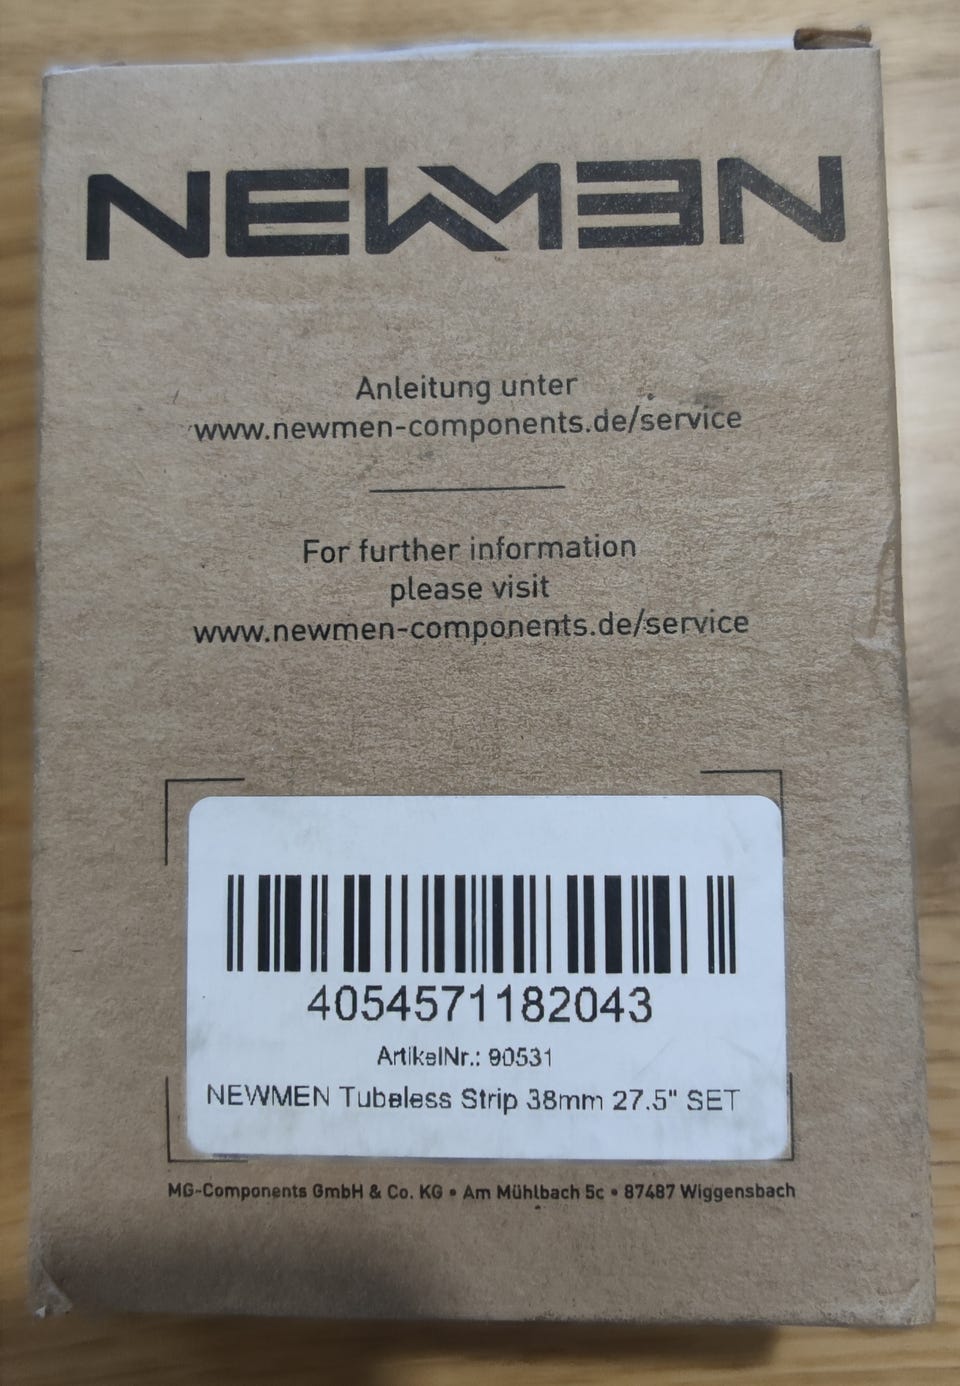 NEWMEN
Anleitung unter
www.newmen-components.de/service
For further information
please visit
www.newmen-components.de/service
4054571182043
ArtikelNr.: 90531
NEWMEN Tubeless Strip 38mm 27.5" SET
MG-Components GmbH & Co. KG • Am Mühlbach 5c • 87487 Wiggensbach